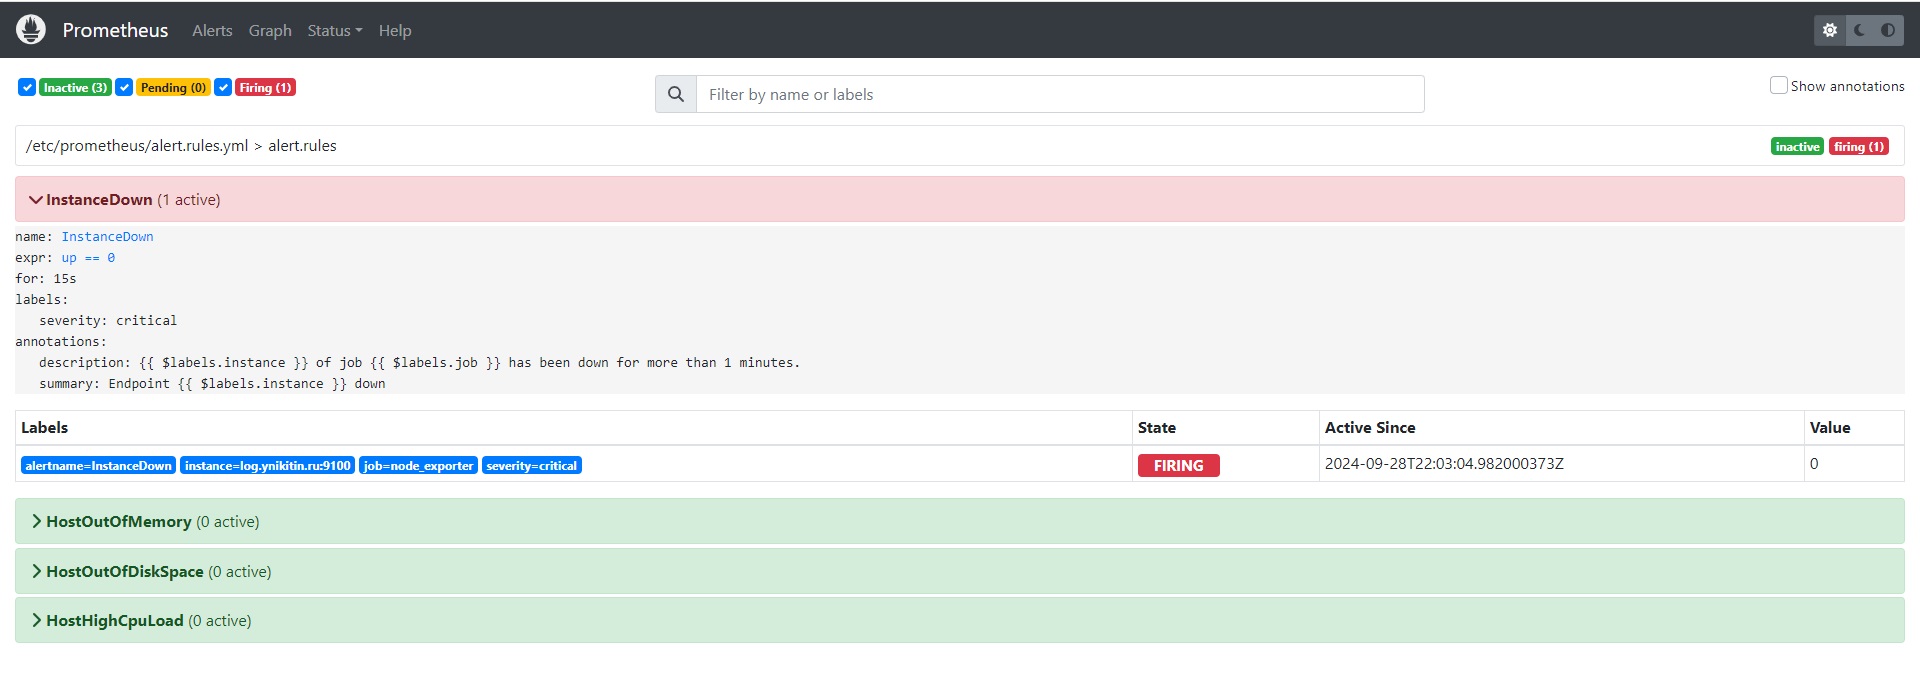 Prometheus Alerts Graph Status Help
Inactive (3) Pending (0) Firing (1) Filter by name or labels Show annotations
/etc/prometheus/alert.rules.yml > alert.rules inactive firing (1)
InstanceDown (1 active)
name: InstanceDown
expr: up == 0
for: 15s
labels:
severity: critical
annotations:
description: {{ $labels.instance }} of job {{ $labels.job }} has been down for more than 1 minutes.
summary: Endpoint {{ $labels.instance }} down
Labels State Active Since Value
alertname=InstanceDown instance=log.ynikitin.ru:9100 job=node_exporter severity=critical FIRING 2024-09-28T22:03:04.982000373Z 0
HostOutOfMemory (0 active)
HostOutOfDiskSpace (0 active)
HostHighCpuLoad (0 active)